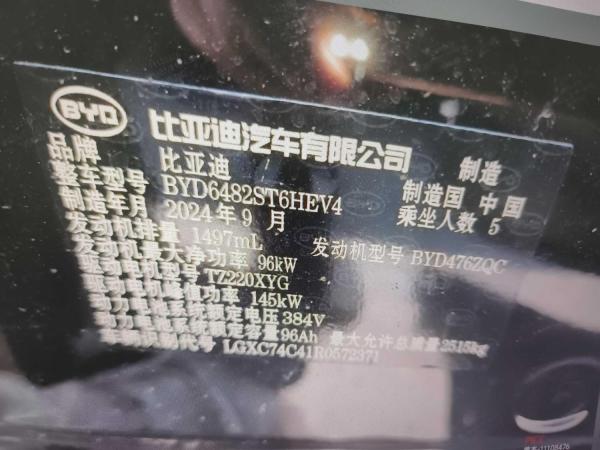 BYD 比亚迪汽车有限公司 制造
品牌 比亚迪 制造国 中国
整车型号 BYD6482ST6HEV4 乘坐人数 5
制造年月 2024年9月
发动机排量 1497mL 发动机型号 BYD476ZQC
发动机最大净功率 96kW
驱动电机型号 TZ220XYG
驱动电机峰值功率 145kW
动力电池系统额定电压 384V
动力电池系统额定容量 96Ah 最大允许总质量 2515kg
车辆识别代号 LGXC74C41R0572371